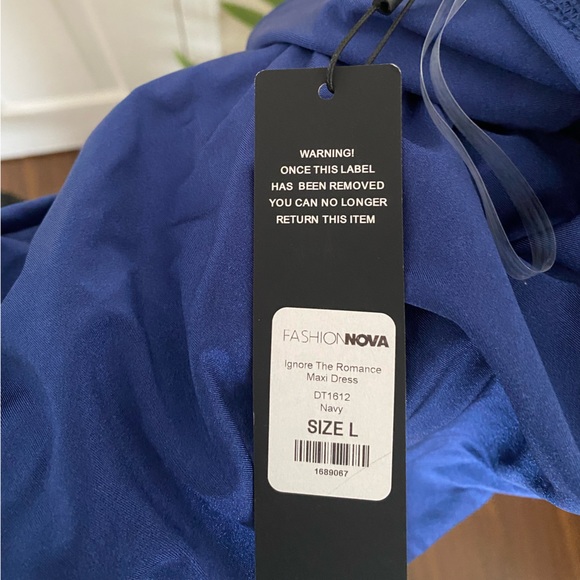 WARNING!
ONCE THIS LABEL
HAS BEEN REMOVED
YOU CAN NO LONGER
RETURN THIS ITEM
FASHIONNOVA
Ignore The Romance
Maxi Dress
DT1612
Navy
SIZE L
1689067